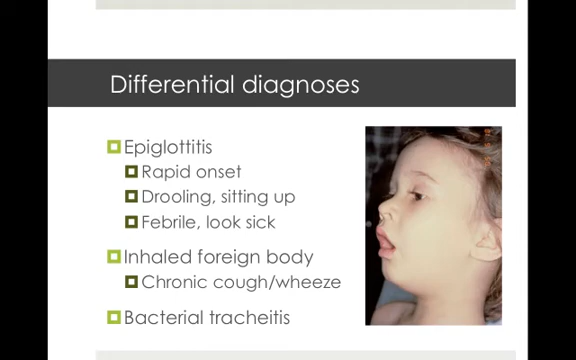 Differential diagnoses
Epiglottitis
Rapid onset
Drooling, sitting up
Febrile, look sick
Inhaled foreign body
Chronic cough/wheeze
Bacterial tracheitis